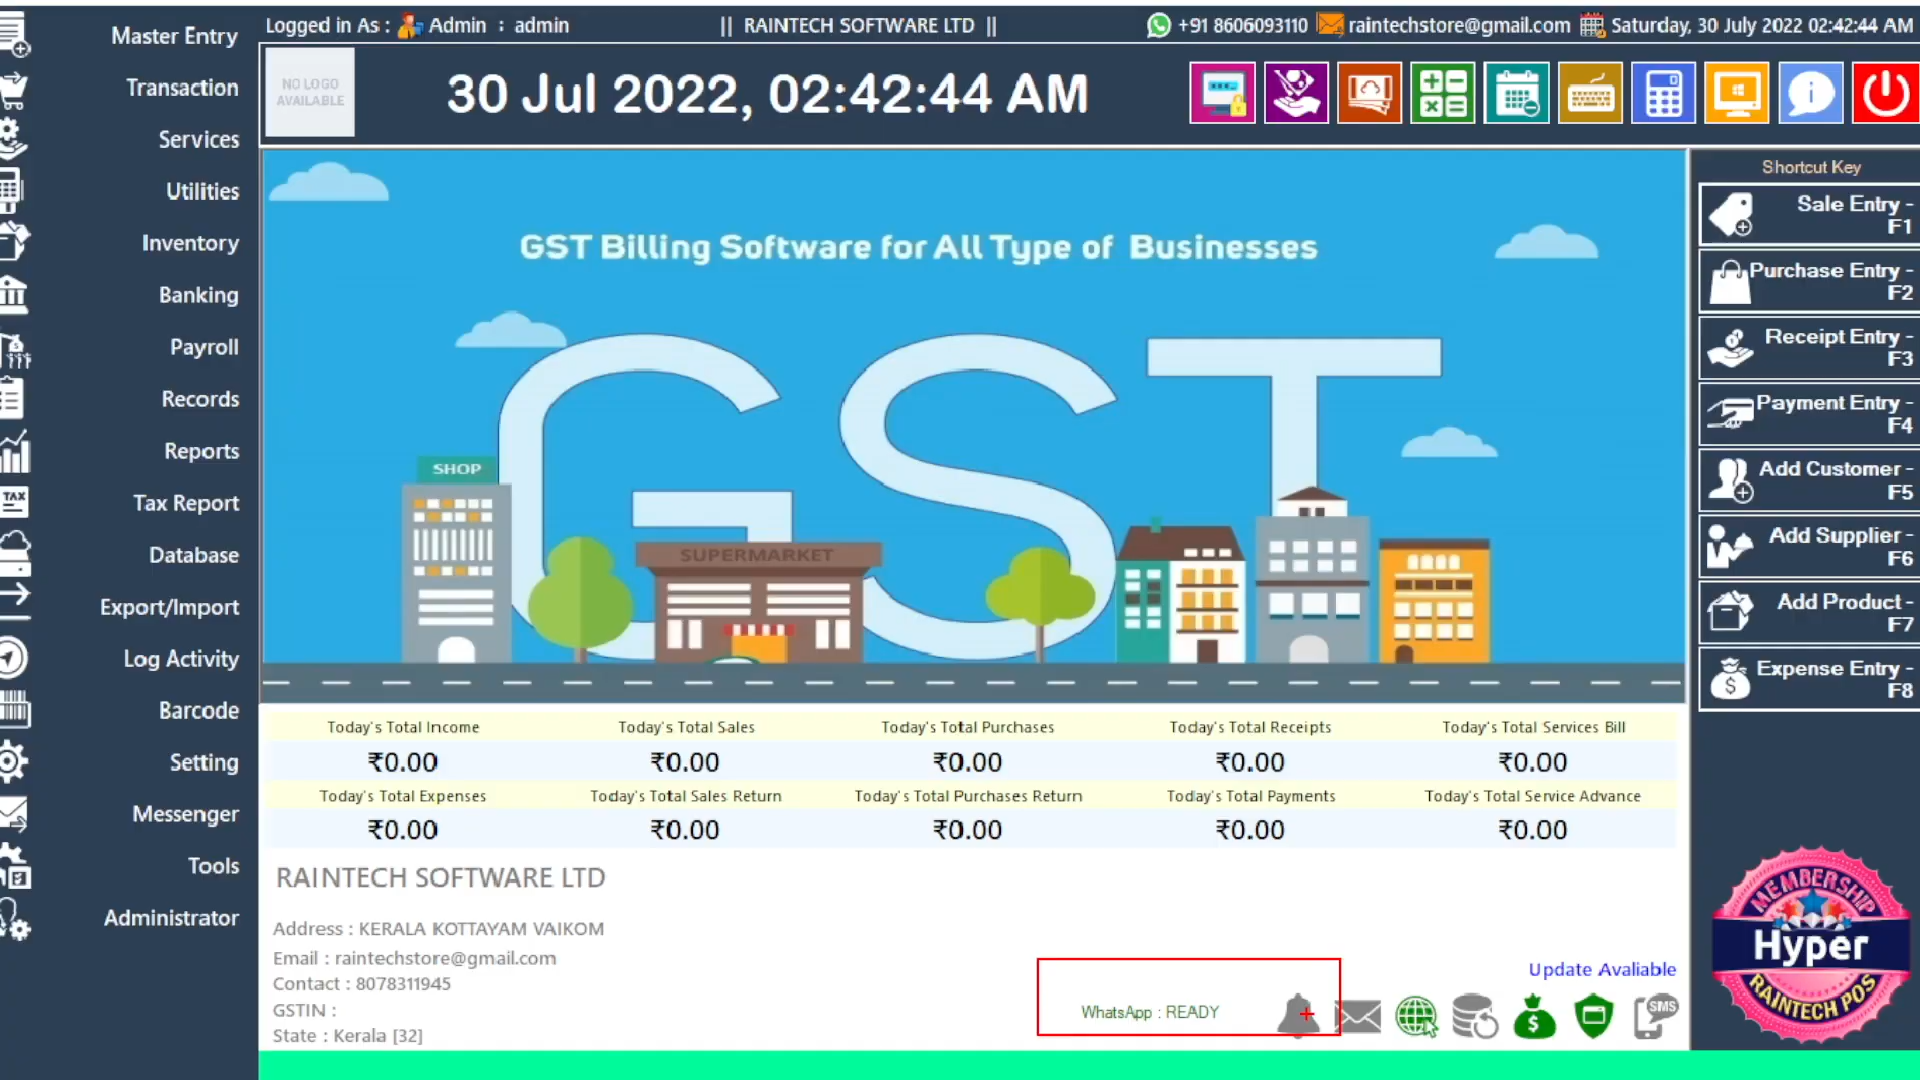 Logged in As : Admin : admin || RAINTECH SOFTWARE LTD || +91 8606093110 raintechstore@gmail.com Saturday, 30 July 2022 02:42:44 AM
NO LOGO
AVAILABLE
30 Jul 2022, 02:42:44 AM
Master Entry
Transaction
Services
Utilities
Inventory
Banking
Payroll
Records
Reports
TAX
Tax Report
Database
Export/Import
Log Activity
Barcode
Setting
Messenger
Tools
Administrator
GST Billing Software for All Type of Businesses
GST
SHOP
SUPERMARKET
Shortcut Key
Sale Entry -
F1
Purchase Entry -
F2
Receipt Entry -
F3
Payment Entry -
F4
Add Customer -
F5
Add Supplier -
F6
Add Product -
F7
Expense Entry -
F8
Today's Total Income Today's Total Sales Today's Total Purchases Today's Total Receipts Today's Total Services Bill
₹0.00 ₹0.00 ₹0.00 ₹0.00 ₹0.00
Today's Total Expenses Today's Total Sales Return Today's Total Purchases Return Today's Total Payments Today's Total Service Advance
₹0.00 ₹0.00 ₹0.00 ₹0.00 ₹0.00
RAINTECH SOFTWARE LTD
Address : KERALA KOTTAYAM VAIKOM
Email : raintechstore@gmail.com
Contact : 8078311945
GSTIN :
State : Kerala [32]
WhatsApp : READY
Update Avaliable
SMS
MEMBERSHIP
Hyper
RAINTECH POS